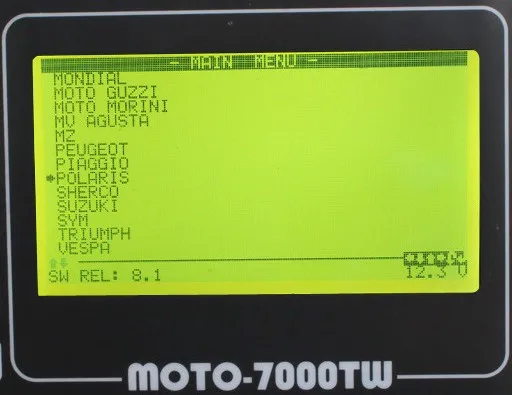 - MAIN MENU -
MONDIAL
MOTO GUZZI
MOTO MORINI
MV AGUSTA
MZ
PEUGEOT
PIAGGIO
POLARIS
SHERCO
SUZUKI
SYM
TRIUMPH
VESPA
SW REL: 8.1 12.3 V
MOTO-7000TW